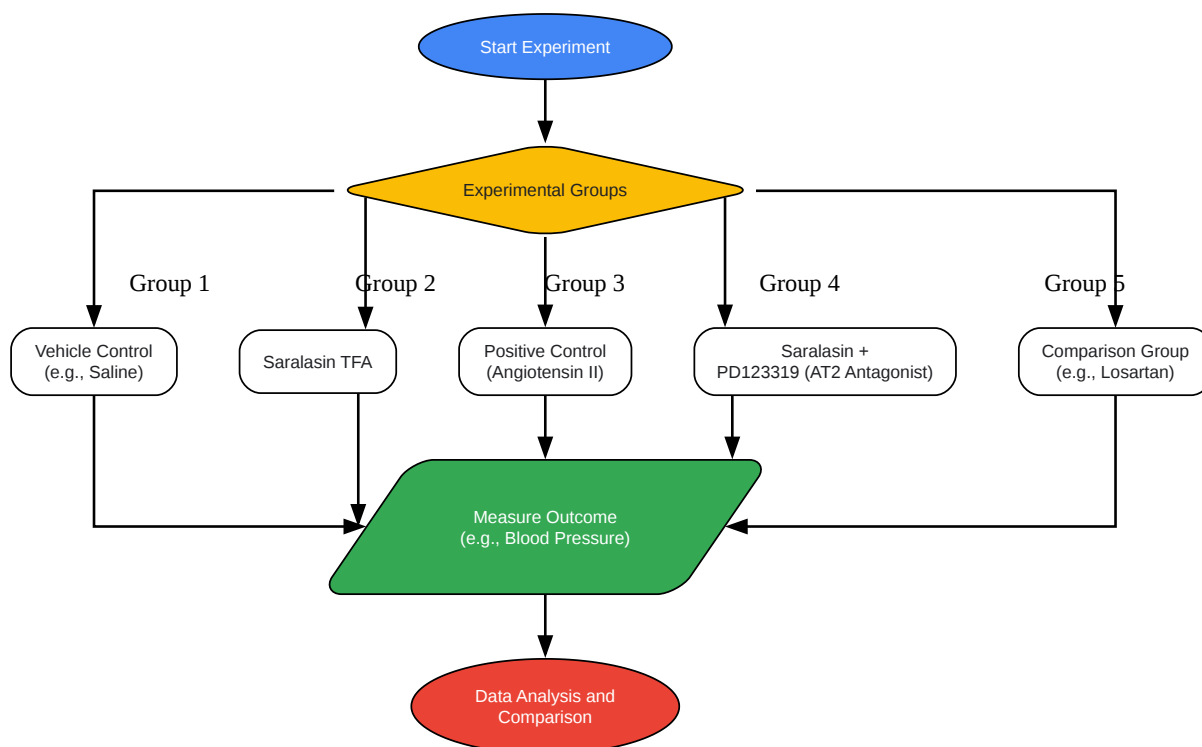 Start Experiment
Experimental Groups
Group 1
Group 2
Group 3
Group 4
Group 5
Vehicle Control
(e.g., Saline)
Saralasin TFA
Positive Control
(Angiotensin II)
Saralasin +
PD123319 (AT2 Antagonist)
Comparison Group
(e.g., Losartan)
Measure Outcome
(e.g., Blood Pressure)
Data Analysis and
Comparison